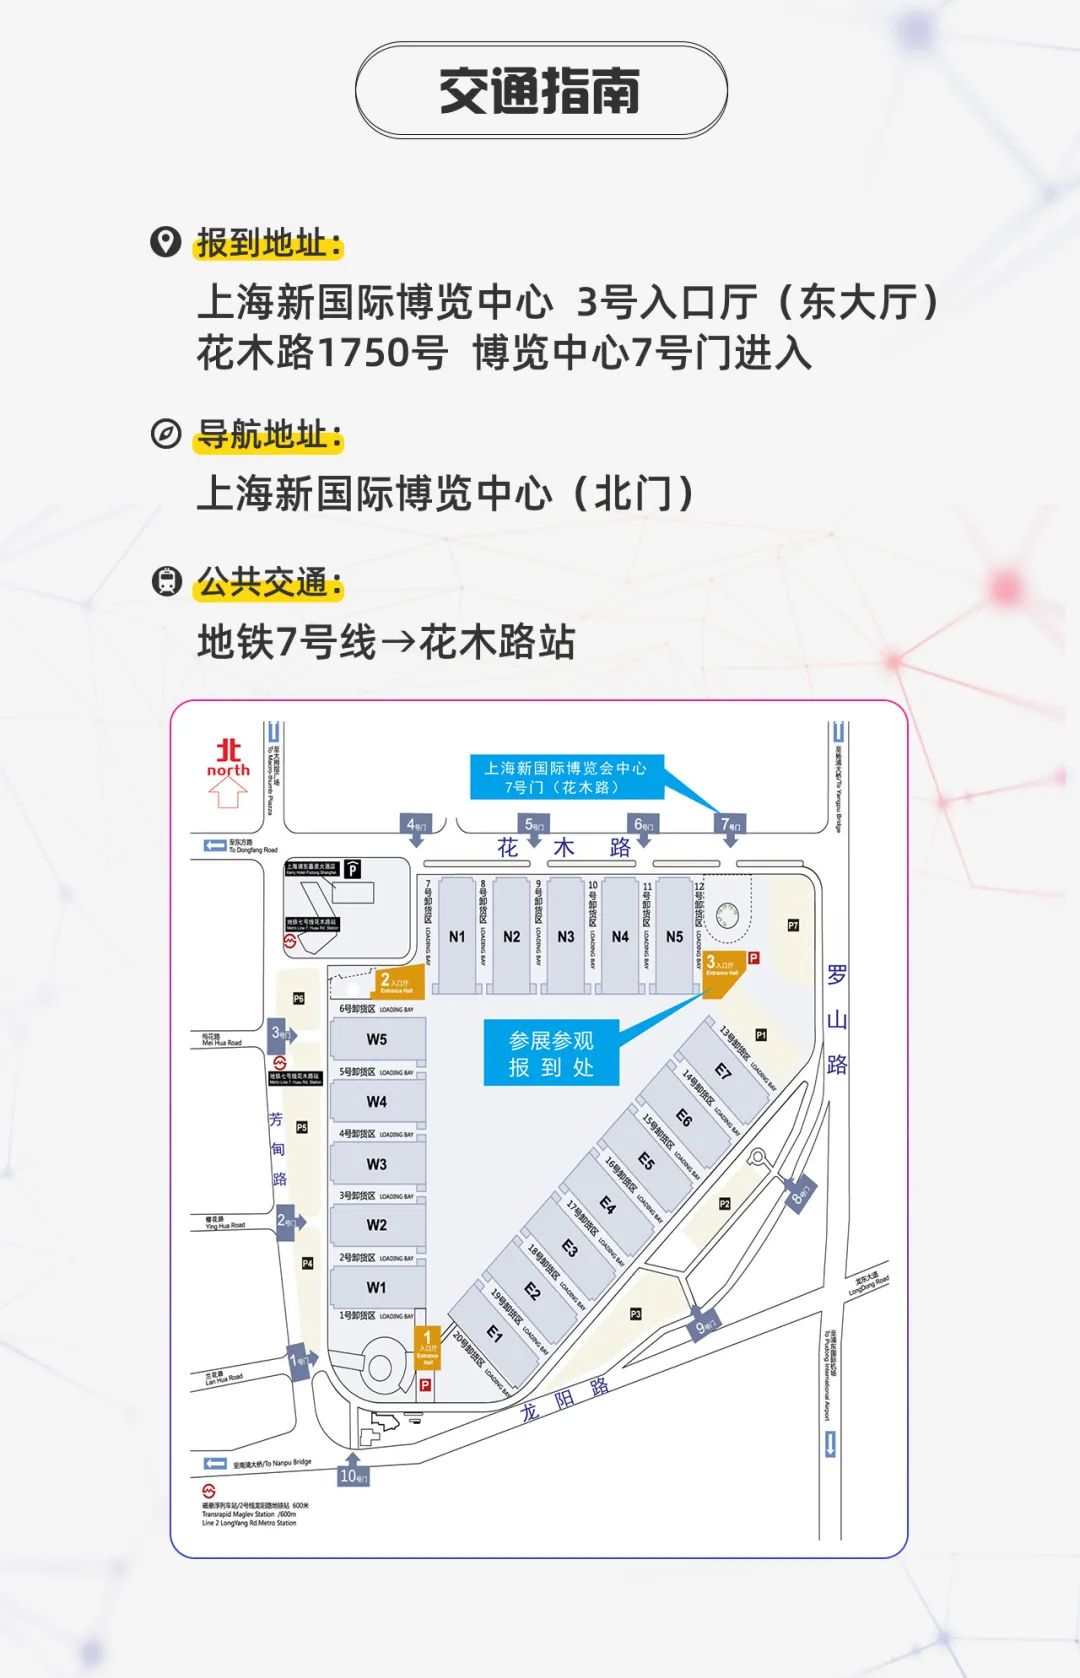 交通指南
报到地址：
上海新国际博览中心 3号入口厅（东大厅）
花木路1750号 博览中心7号门进入
导航地址：
上海新国际博览中心（北门）
公共交通：
地铁7号线→花木路站
北
north
至大拇指广场
To Macro-thumb Piazza
至杨浦大桥/To Yangpu Bridge
上海新国际博览会中心
7号门（花木路）
4号门
5号门
6号门
7号门
至东方路
To Dongfang Road
花 木 路
上海浦东嘉里大酒店
Kerry Hotel Pudong Shanghai
P
地铁七号线花木路站
Metro Line 7. Huau Rd. Station
7号卸货区 LOADING BAY
N1
8号卸货区 LOADING BAY
N2
9号卸货区 LOADING BAY
N3
10号卸货区 LOADING BAY
N4
11号卸货区 LOADING BAY
N5
12号卸货区 LOADING BAY
P7
3入口厅
Entrance Hall
P
2入口厅
Entrance Hall
罗山路
P6
6号卸货区 LOADING BAY
参展参观
报 到 处
3号门
梅花路
Mei Hua Road
W5
地铁七号线花木路站
Metro Line 7. Huau Rd. Station
5号卸货区 LOADING BAY
W4
4号卸货区 LOADING BAY
芳甸路
P5
W3
3号卸货区 LOADING BAY
樱花路
Ying Hua Road
2号门
W2
2号卸货区 LOADING BAY
P4
W1
1号卸货区 LOADING BAY
13号卸货区 LOADING BAY
P1
E7
14号卸货区 LOADING BAY
E6
15号卸货区 LOADING BAY
E5
16号卸货区 LOADING BAY
E4
17号卸货区 LOADING BAY
E3
18号卸货区 LOADING BAY
E2
19号卸货区 LOADING BAY
E1
20号卸货区 LOADING BAY
P2
8号门
P3
9号门
龙东大道
LongDong Road
至浦东国际机场
To Pudong International Airport
1
入口厅
Entrance
Hall
P
1号门
兰花路
Lan Hua Road
龙 阳 路
至南浦大桥/To Nanpu Bridge
10号门
磁悬浮列车站/2号线龙阳路地铁站 600米
Transrapid Maglev Station /600m
Line 2 LongYang Rd.Metro Station